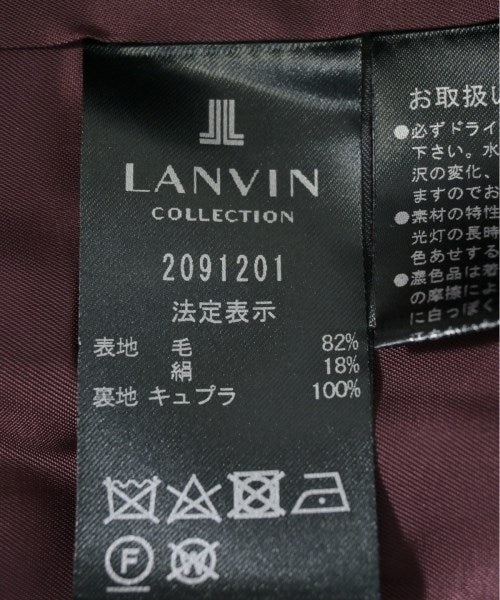 LANVIN
COLLECTION
2091201
法定表示
表地 毛 82%
絹 18%
裏地 キュプラ 100%
F
W
お取扱い
●必ずドライ
下さい。水
沢の変化、
ますのでお
●素材の特性
光灯の長時
色あせする
●濃色品は着
の摩擦によ
に白っぽく